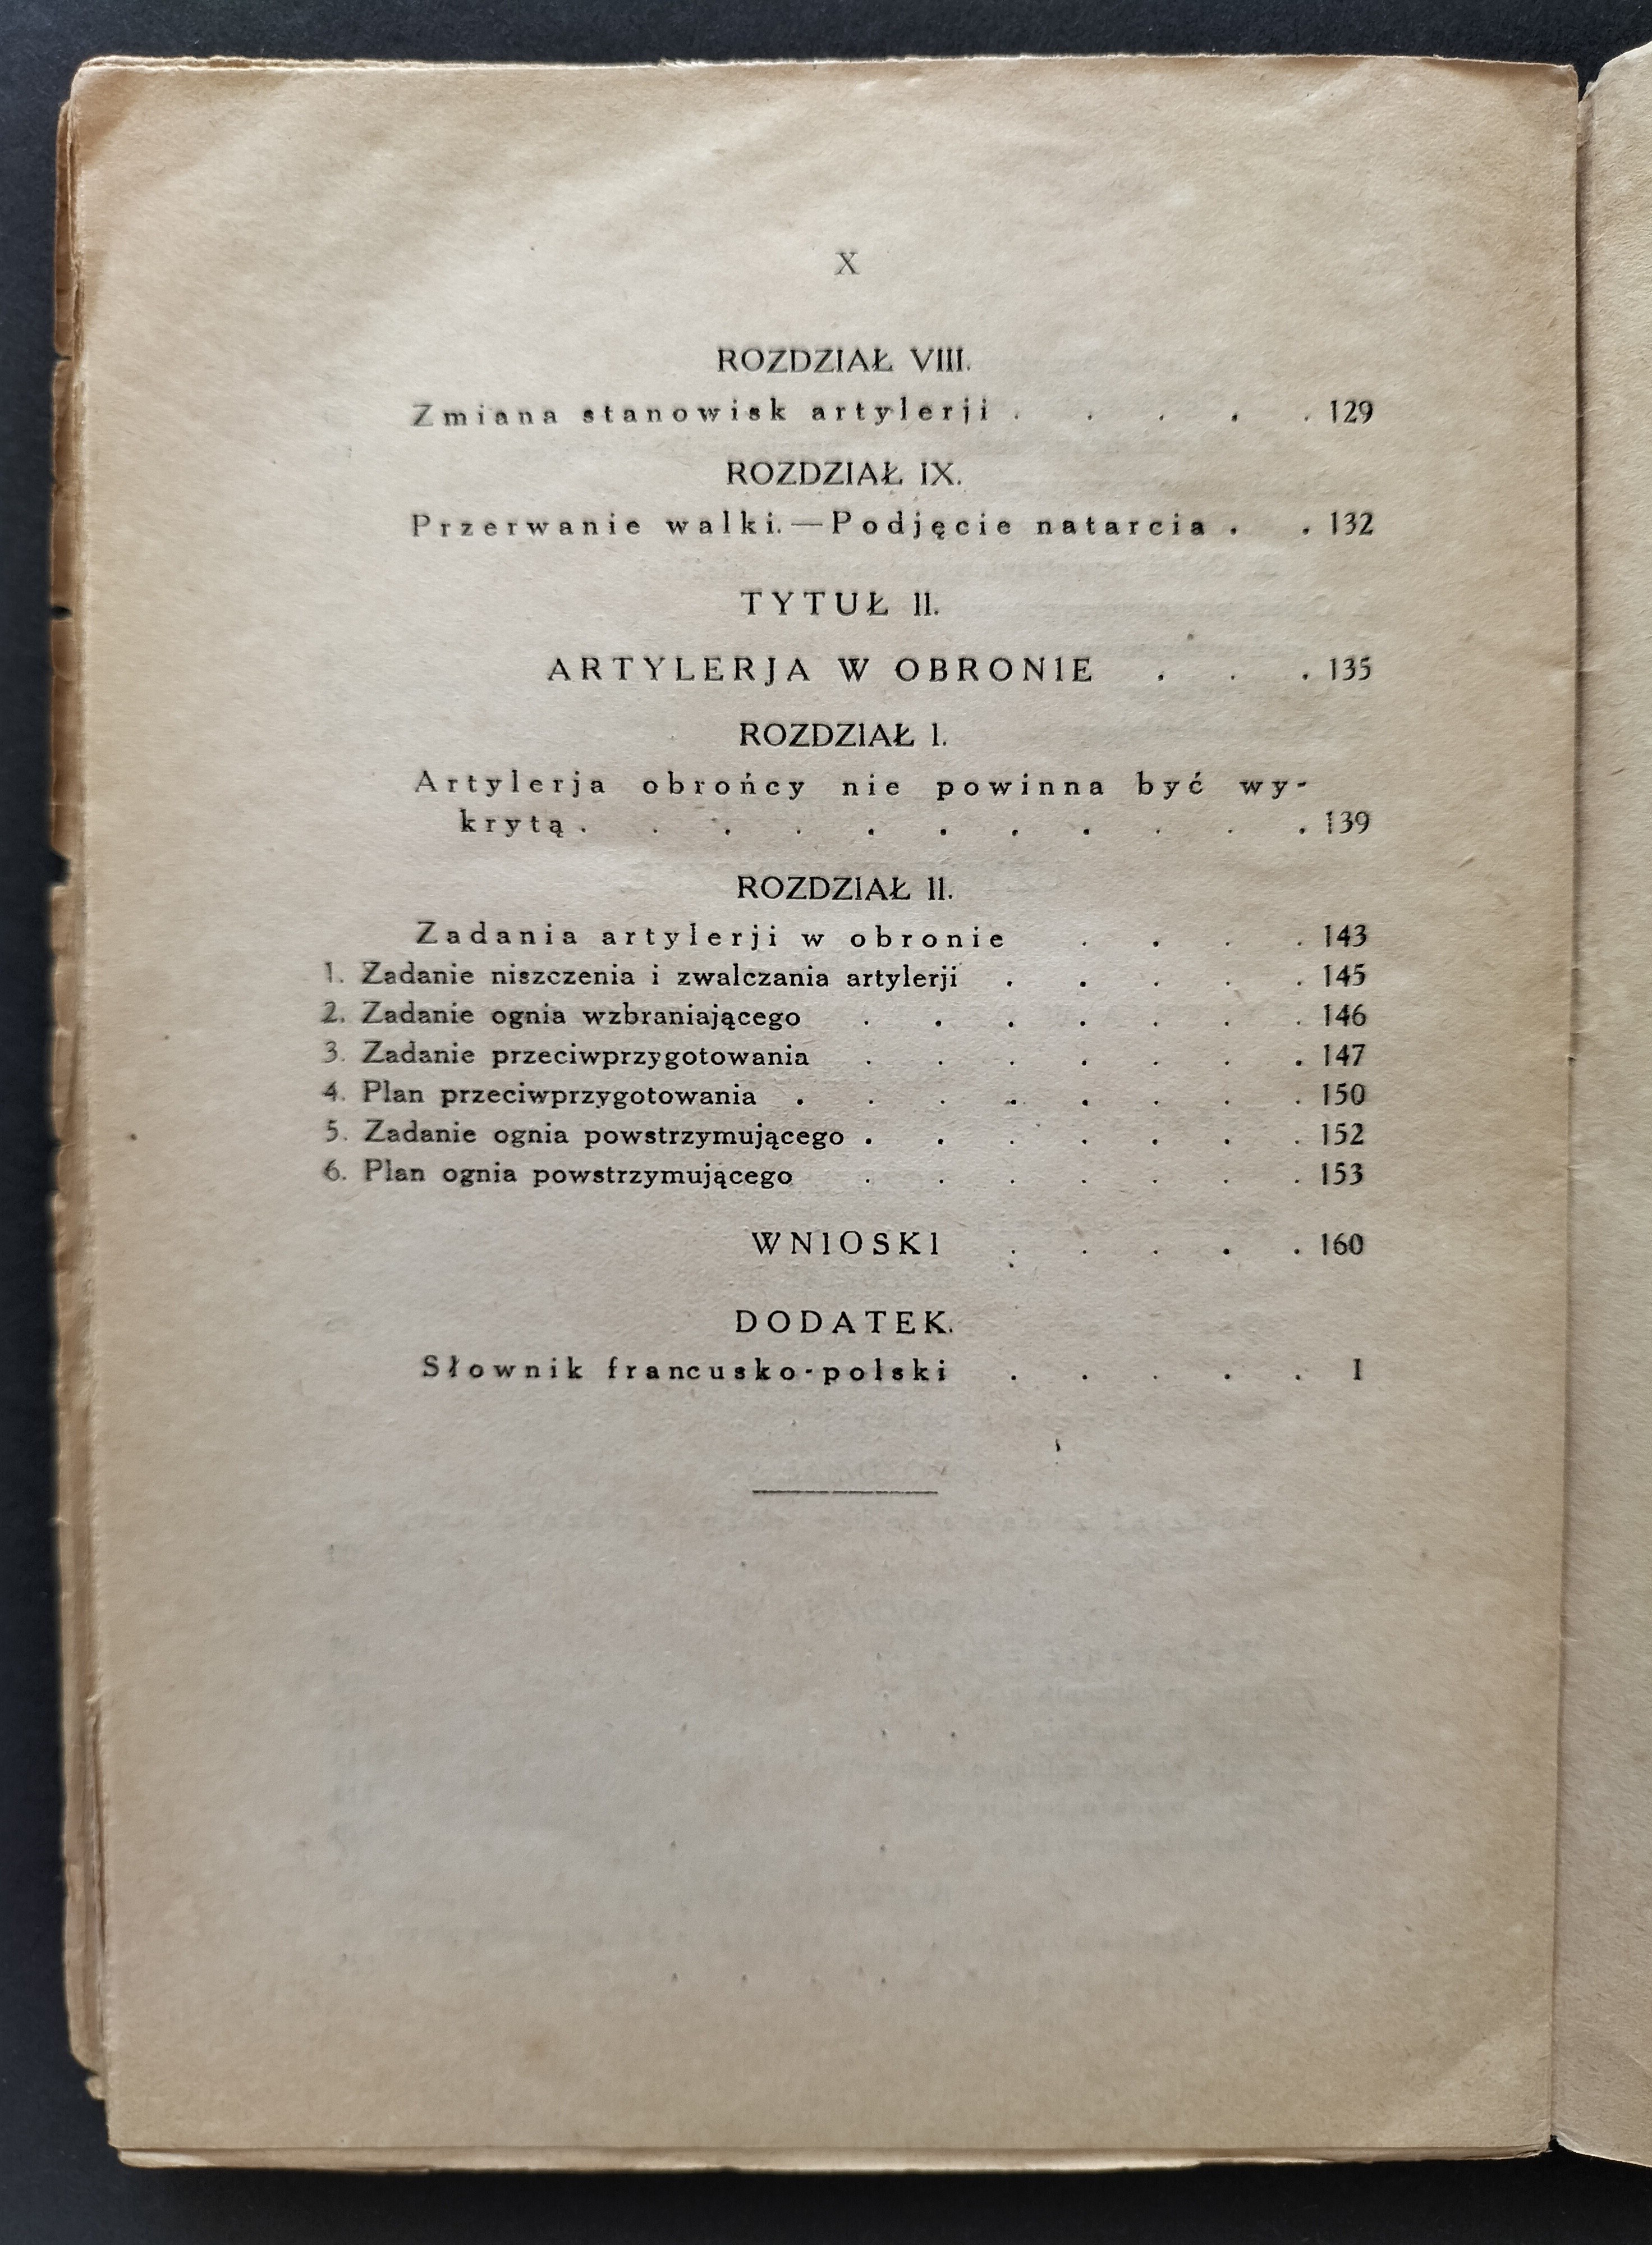 X
ROZDZIAŁ VIII.
Zmiana stanowisk artylerji . . . . . 129
ROZDZIAŁ IX.
Przerwanie walki.—Podjęcie natarcia . . 132
TYTUŁ II.
ARTYLERJA W OBRONIE . . . 135
ROZDZIAŁ I.
Artylerja obrońcy nie powinna być wy-
krytą . . . . . . . . . . . 139
ROZDZIAŁ II.
Zadania artylerji w obronie . . . . 143
1. Zadanie niszczenia i zwalczania artylerji . . . . . 145
2. Zadanie ognia wzbraniającego . . . . . . . 146
3. Zadanie przeciwprzygotowania . . . . . . . 147
4. Plan przeciwprzygotowania . . . . . . . . 150
5. Zadanie ognia powstrzymującego . . . . . . . 152
6. Plan ognia powstrzymującego . . . . . . . 153
WNIOSKI . . . . . 160
DODATEK.
Słownik francusko-polski . . . . . I